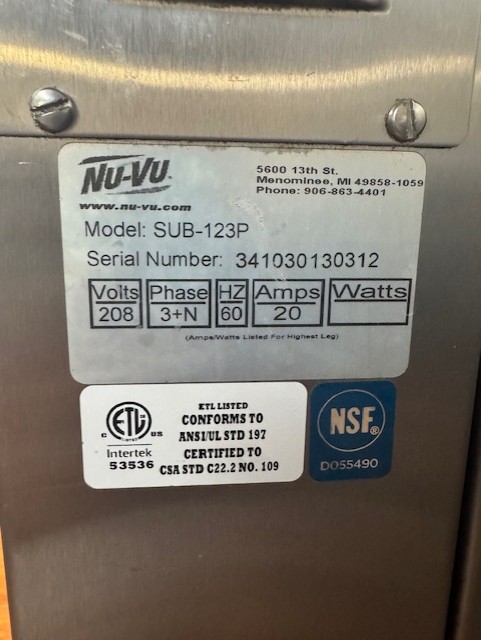 NU-VU®
5600 13th St.
Menominee, MI 49858-1059
Phone: 906-863-4401
www.nu-vu.com
Model: SUB-123P
Serial Number: 341030130312
Volts Phase HZ Amps Watts
208 3+N 60 20
(Amps/Watts Listed For Highest Leg)
ETL LISTED
CONFORMS TO
ANSI/UL STD 197
CERTIFIED TO
CSA STD C22.2 NO. 109
C ETL US
LISTED
Intertek
53536
NSF®
D055490